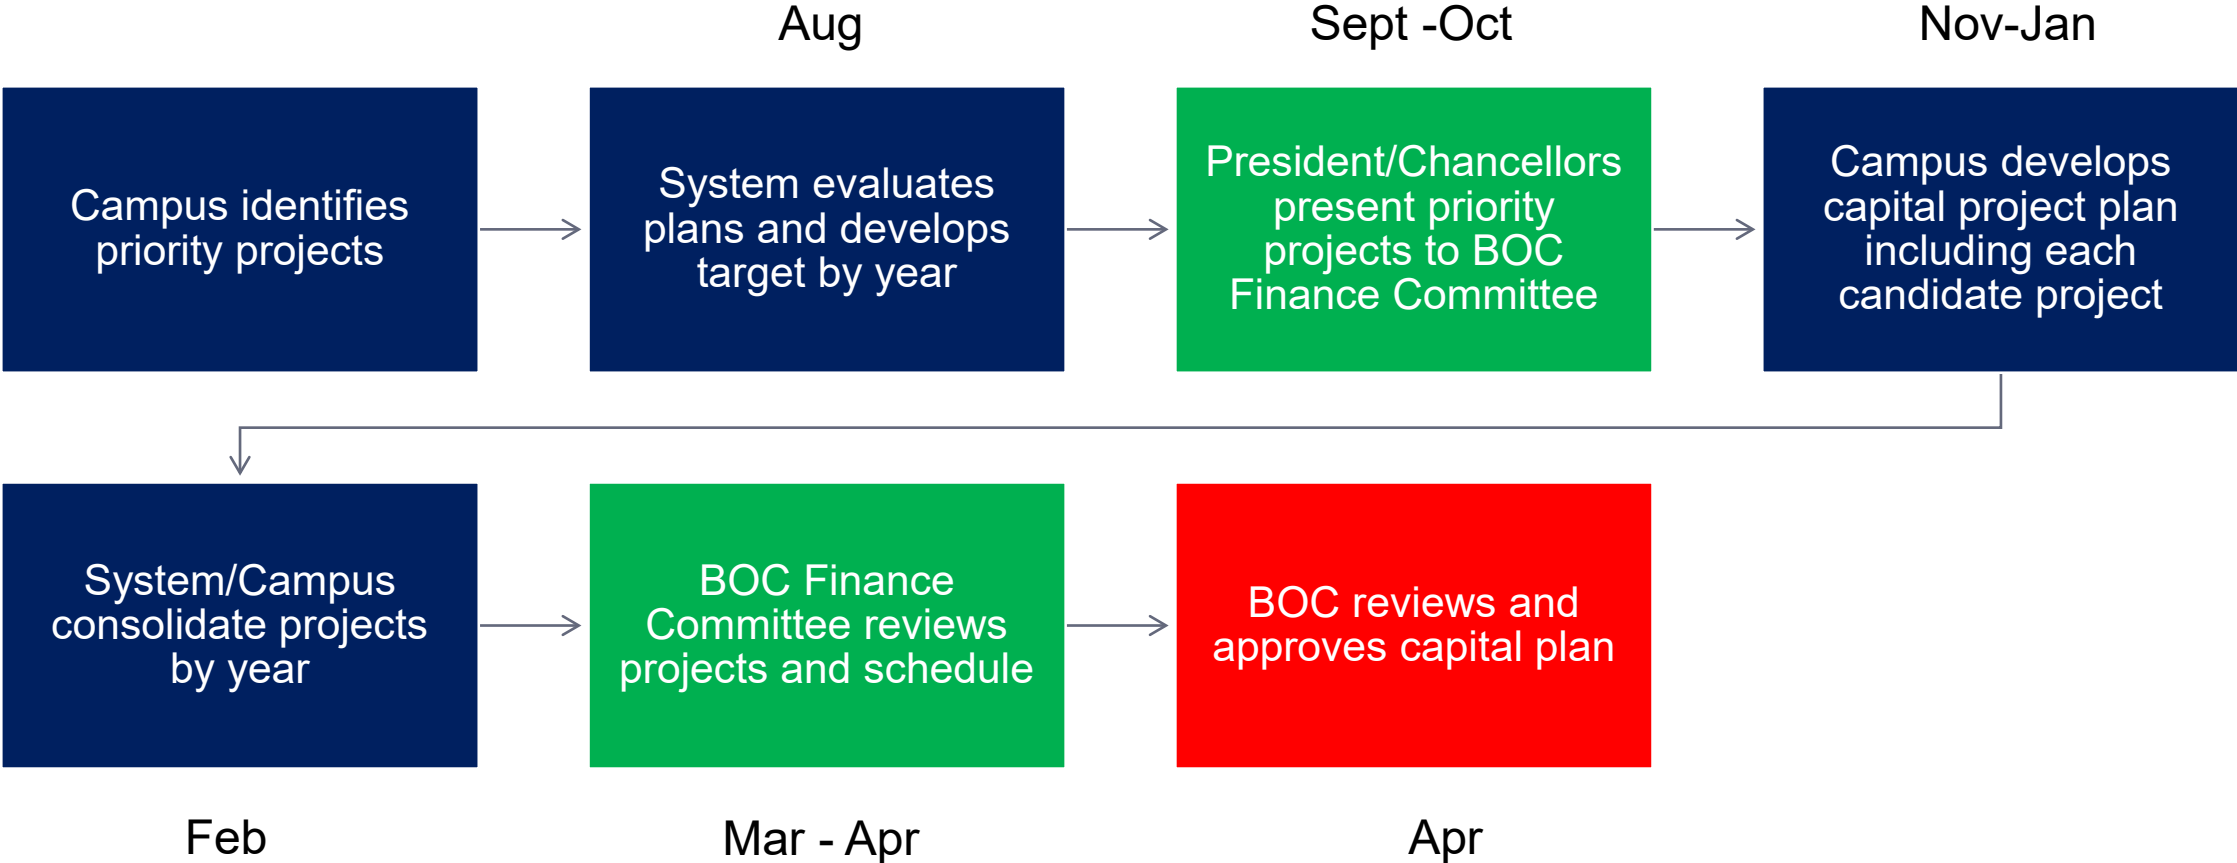 Aug
Sept -Oct
Nov-Jan
Campus identifies
priority projects
System evaluates
plans and develops
target by year
President/Chancellors
present priority
projects to BOC
Finance Committee
Campus develops
capital project plan
including each
candidate project
System/Campus
consolidate projects
by year
BOC Finance
Committee reviews
projects and schedule
BOC reviews and
approves capital plan
Feb
Mar - Apr
Apr